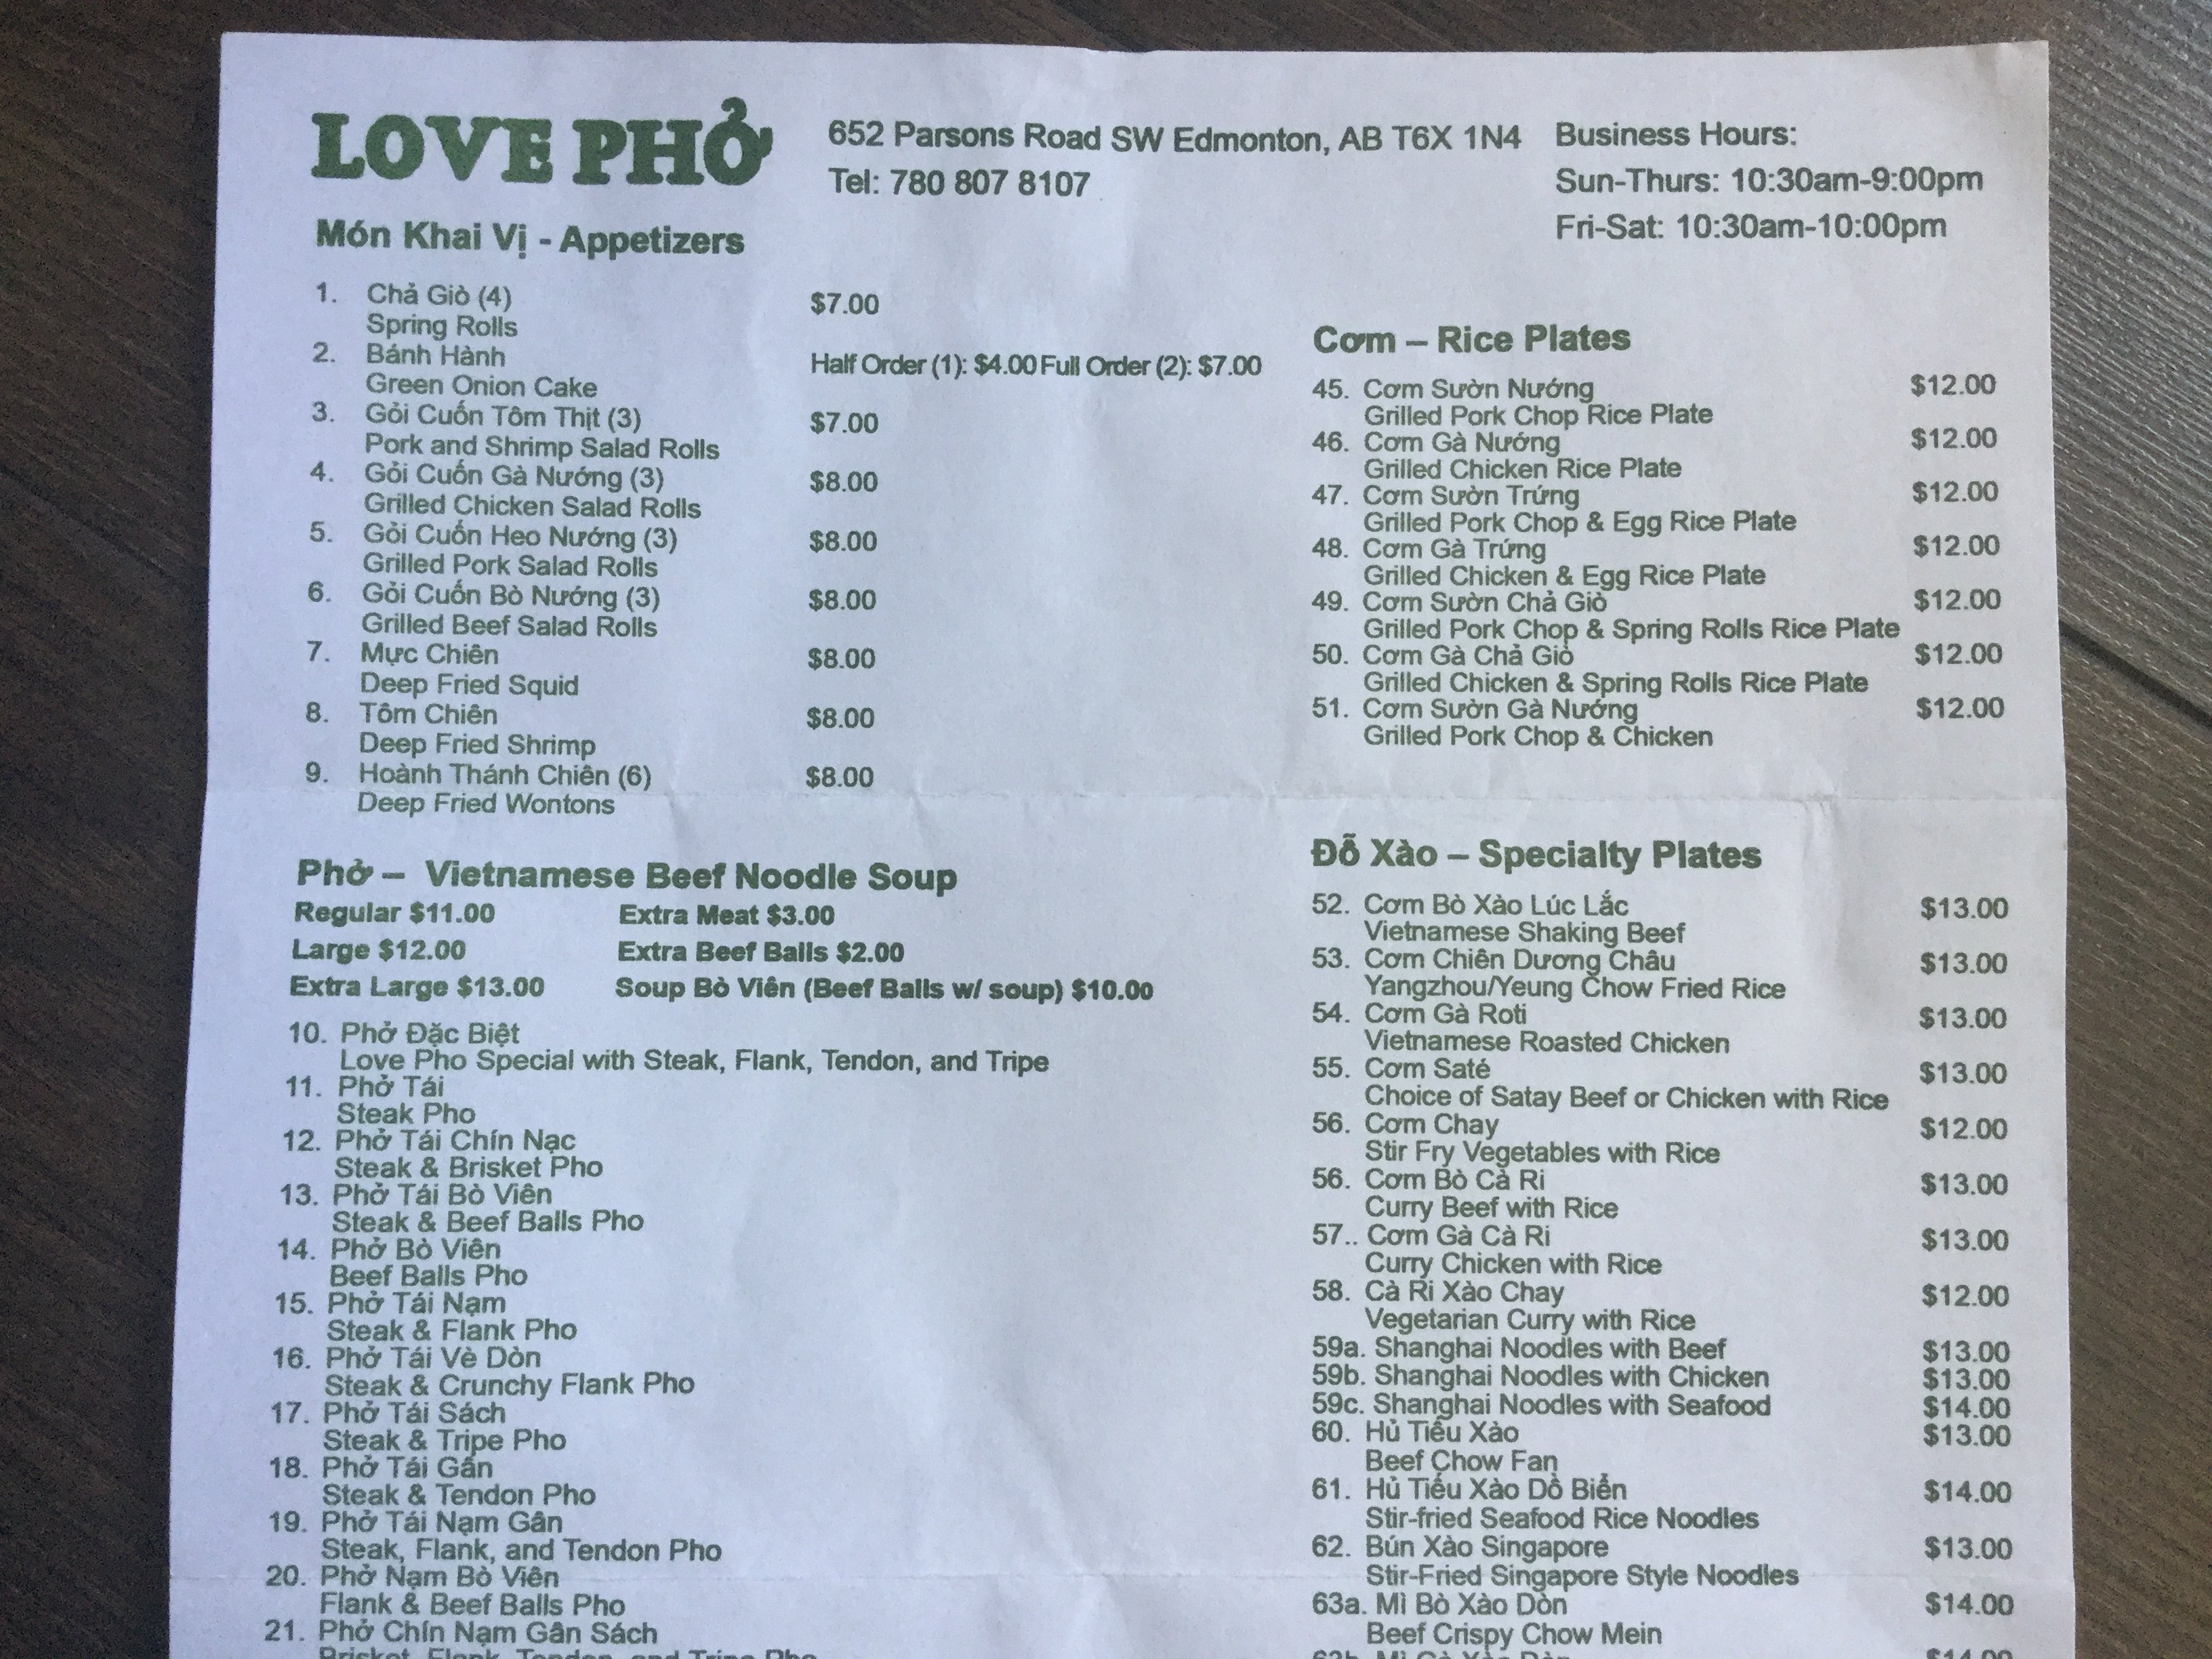 LOVE PHỞ
652 Parsons Road SW Edmonton, AB T6X 1N4
Tel: 780 807 8107
Business Hours:
Sun-Thurs: 10:30am-9:00pm
Fri-Sat: 10:30am-10:00pm
Món Khai Vị - Appetizers
1. Chả Giò (4) $7.00
Spring Rolls
2. Bánh Hành Half Order (1): $4.00 Full Order (2): $7.00
Green Onion Cake
3. Gỏi Cuốn Tôm Thịt (3) $7.00
Pork and Shrimp Salad Rolls
4. Gỏi Cuốn Gà Nướng (3) $8.00
Grilled Chicken Salad Rolls
5. Gỏi Cuốn Heo Nướng (3) $8.00
Grilled Pork Salad Rolls
6. Gỏi Cuốn Bò Nướng (3) $8.00
Grilled Beef Salad Rolls
7. Mực Chiên $8.00
Deep Fried Squid
8. Tôm Chiên $8.00
Deep Fried Shrimp
9. Hoành Thánh Chiên (6) $8.00
Deep Fried Wontons
Phở – Vietnamese Beef Noodle Soup
Regular $11.00 Extra Meat $3.00
Large $12.00 Extra Beef Balls $2.00
Extra Large $13.00 Soup Bò Viên (Beef Balls w/ soup) $10.00
10. Phở Đặc Biệt
Love Pho Special with Steak, Flank, Tendon, and Tripe
11. Phở Tái
Steak Pho
12. Phở Tái Chín Nạc
Steak & Brisket Pho
13. Phở Tái Bò Viên
Steak & Beef Balls Pho
14. Phở Bò Viên
Beef Balls Pho
15. Phở Tái Nạm
Steak & Flank Pho
16. Phở Tái Vè Dòn
Steak & Crunchy Flank Pho
17. Phở Tái Sách
Steak & Tripe Pho
18. Phở Tái Gân
Steak & Tendon Pho
19. Phở Tái Nạm Gân
Steak, Flank, and Tendon Pho
20. Phở Nạm Bò Viên
Flank & Beef Balls Pho
21. Phở Chín Nạm Gân Sách
Brisket, Flank, Tendon, and Tripe Pho
Cơm – Rice Plates
45. Cơm Sườn Nướng $12.00
Grilled Pork Chop Rice Plate
46. Cơm Gà Nướng $12.00
Grilled Chicken Rice Plate
47. Cơm Sườn Trứng $12.00
Grilled Pork Chop & Egg Rice Plate
48. Cơm Gà Trứng $12.00
Grilled Chicken & Egg Rice Plate
49. Cơm Sườn Chả Giò $12.00
Grilled Pork Chop & Spring Rolls Rice Plate
50. Cơm Gà Chả Giò $12.00
Grilled Chicken & Spring Rolls Rice Plate
51. Cơm Sườn Gà Nướng $12.00
Grilled Pork Chop & Chicken
Đỗ Xào – Specialty Plates
52. Cơm Bò Xào Lúc Lắc $13.00
Vietnamese Shaking Beef
53. Cơm Chiên Dương Châu $13.00
Yangzhou/Yeung Chow Fried Rice
54. Cơm Gà Roti $13.00
Vietnamese Roasted Chicken
55. Cơm Saté $13.00
Choice of Satay Beef or Chicken with Rice
56. Cơm Chay $12.00
Stir Fry Vegetables with Rice
56. Cơm Bò Cà Ri $13.00
Curry Beef with Rice
57.. Cơm Gà Cà Ri $13.00
Curry Chicken with Rice
58. Cà Ri Xào Chay $12.00
Vegetarian Curry with Rice
59a. Shanghai Noodles with Beef $13.00
59b. Shanghai Noodles with Chicken $13.00
59c. Shanghai Noodles with Seafood $14.00
60. Hủ Tiếu Xào $13.00
Beef Chow Fan
61. Hủ Tiếu Xào Dồ Biển $14.00
Stir-fried Seafood Rice Noodles
62. Bún Xào Singapore $13.00
Stir-Fried Singapore Style Noodles
63a. Mì Bò Xào Dòn $14.00
Beef Crispy Chow Mein
63b. Mì Gà Xào Dòn $14.00